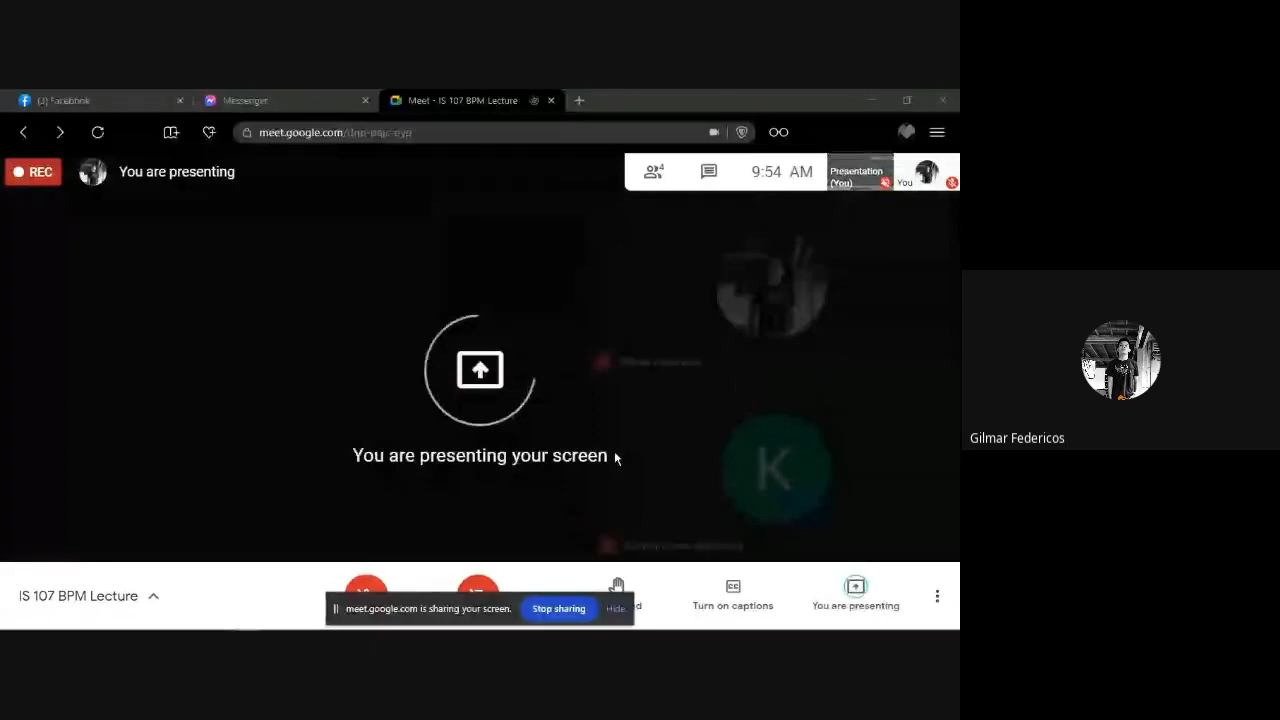 (3) Facebook
Messenger
Meet - IS 107 BPM Lecture
meet.google.com
REC
You are presenting
4
9:54 AM
Presentation
(You)
You
K
You are presenting your screen
Gilmar Federicos
IS 107 BPM Lecture
meet.google.com is sharing your screen.
Stop sharing
Hide
d
Turn on captions
You are presenting